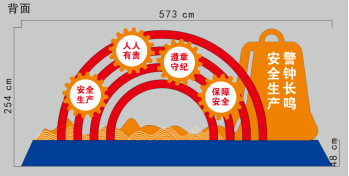 背面
573 cm
254 cm
48 cm
人人
有责
遵章
守纪
安全
生产
保障
安全
警钟长鸣
安全生产